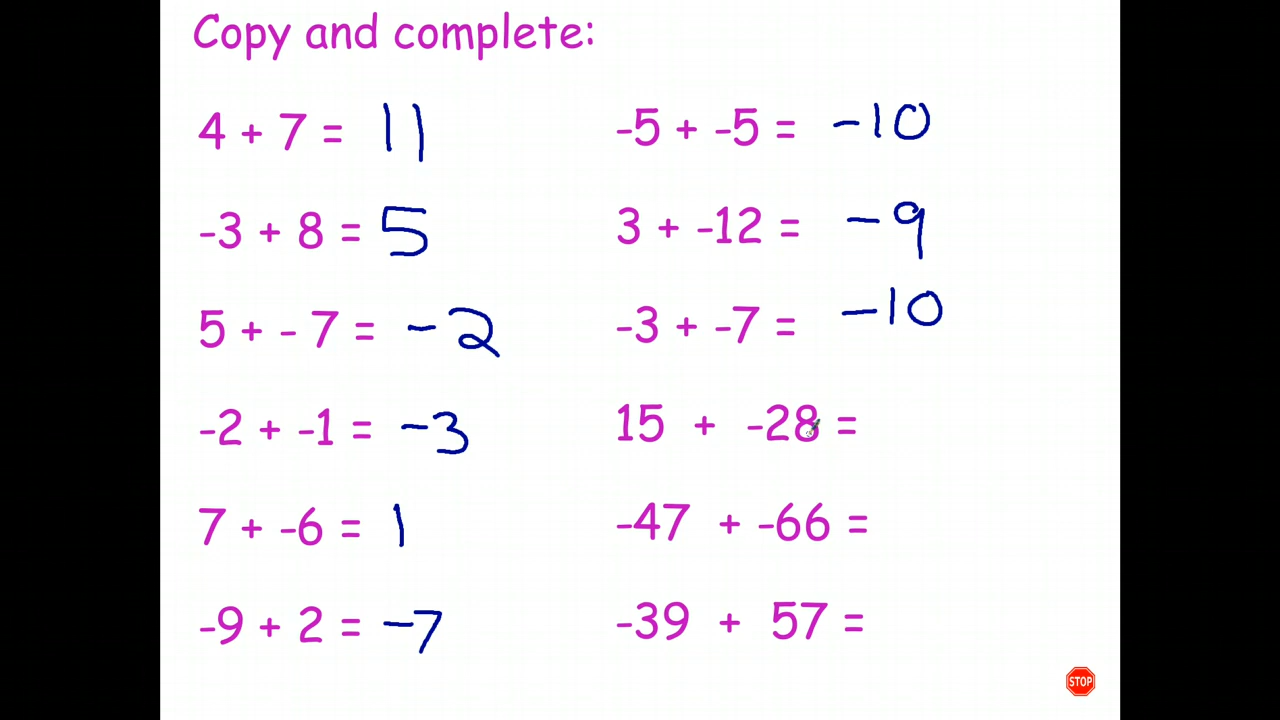 Copy and complete:
4 + 7 = 11
-3 + 8 = 5
5 + - 7 = -2
-2 + -1 = -3
7 + -6 = 1
-9 + 2 = -7
-5 + -5 = -10
3 + -12 = -9
-3 + -7 = -10
15 + -28 =
-47 + -66 =
-39 + 57 =
STOP